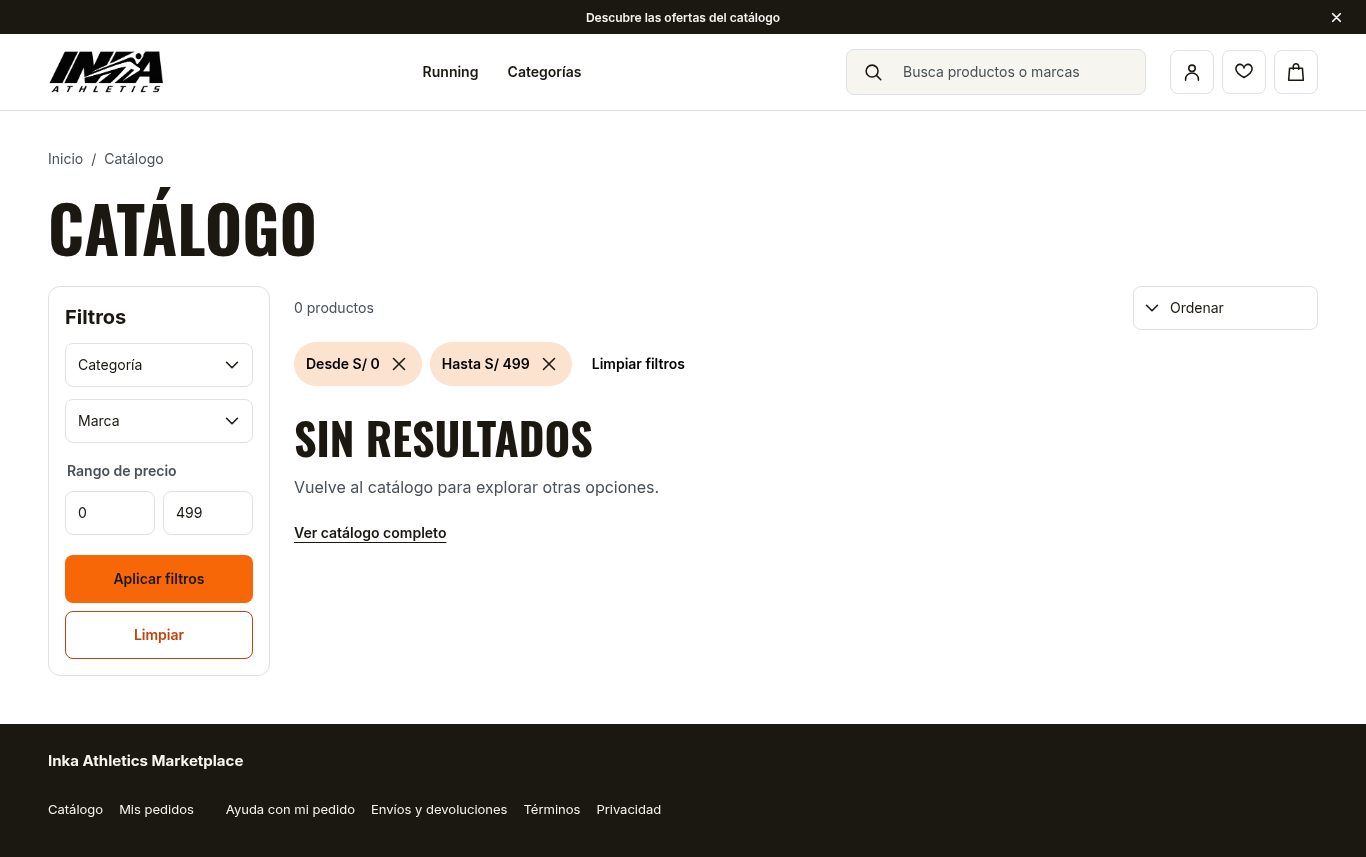 Descubre las ofertas del catálogo
INKA
ATHLETICS
Running
Categorías
Busca productos o marcas
Inicio / Catálogo
CATÁLOGO
Filtros
Categoría
Marca
Rango de precio
0
499
Aplicar filtros
Limpiar
0 productos
Ordenar
Desde S/ 0
Hasta S/ 499
Limpiar filtros
SIN RESULTADOS
Vuelve al catálogo para explorar otras opciones.
Ver catálogo completo
Inka Athletics Marketplace
Catálogo
Mis pedidos
Ayuda con mi pedido
Envíos y devoluciones
Términos
Privacidad